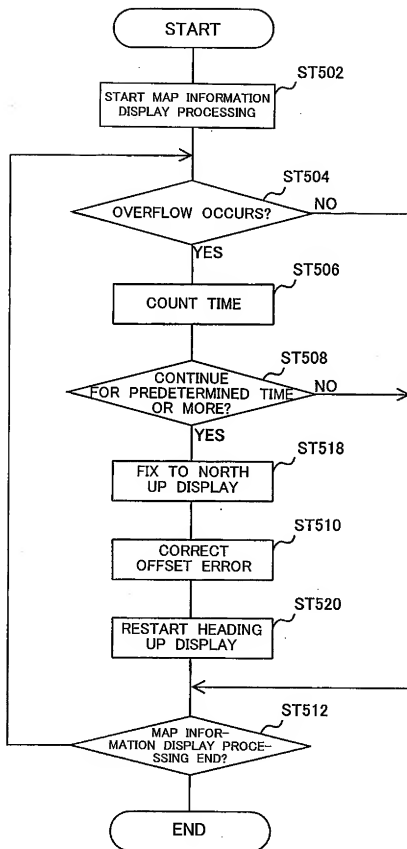 START
ST502
START MAP INFORMATION
DISPLAY PROCESSING
ST504
OVERFLOW OCCURS?
NO
YES
ST506
COUNT TIME
ST508
CONTINUE
FOR PREDETERMINED TIME
OR MORE?
NO
YES
ST518
FIX TO NORTH
UP DISPLAY
ST510
CORRECT
OFFSET ERROR
ST520
RESTART HEADING
UP DISPLAY
ST512
MAP INFOR-
MATION DISPLAY PROCE-
SSING END?
END